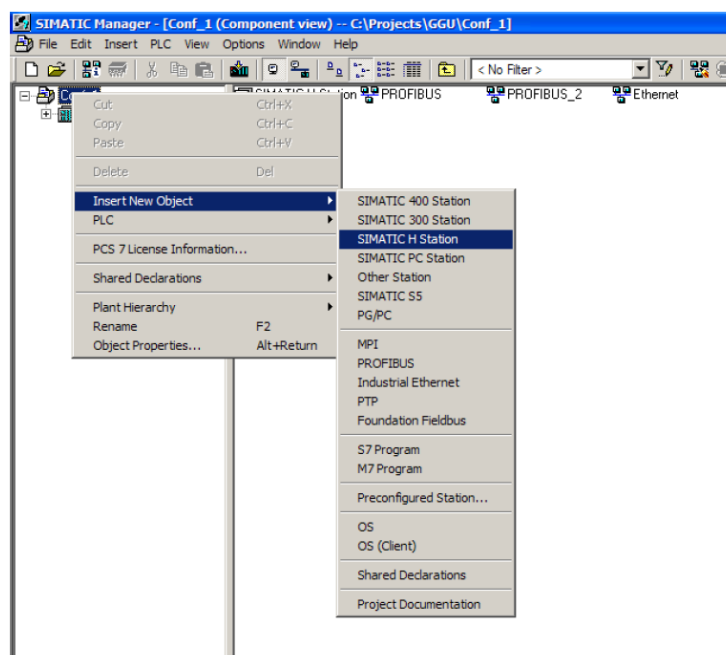 SIMATIC Manager - [Conf_1 (Component view) -- C:\Projects\GGU\Conf_1]
File Edit Insert PLC View Options Window Help
< No Filter >
PROFIBUS PROFIBUS_2 Ethernet
Cut Ctrl+X
Copy Ctrl+C
Paste Ctrl+V
Delete Del
Insert New Object
PLC
PCS 7 License Information...
Shared Declarations
Plant Hierarchy
Rename F2
Object Properties... Alt+Return
SIMATIC 400 Station
SIMATIC 300 Station
SIMATIC H Station
SIMATIC PC Station
Other Station
SIMATIC S5
PG/PC
MPI
PROFIBUS
Industrial Ethernet
PTP
Foundation Fieldbus
S7 Program
M7 Program
Preconfigured Station...
OS
OS (Client)
Shared Declarations
Project Documentation